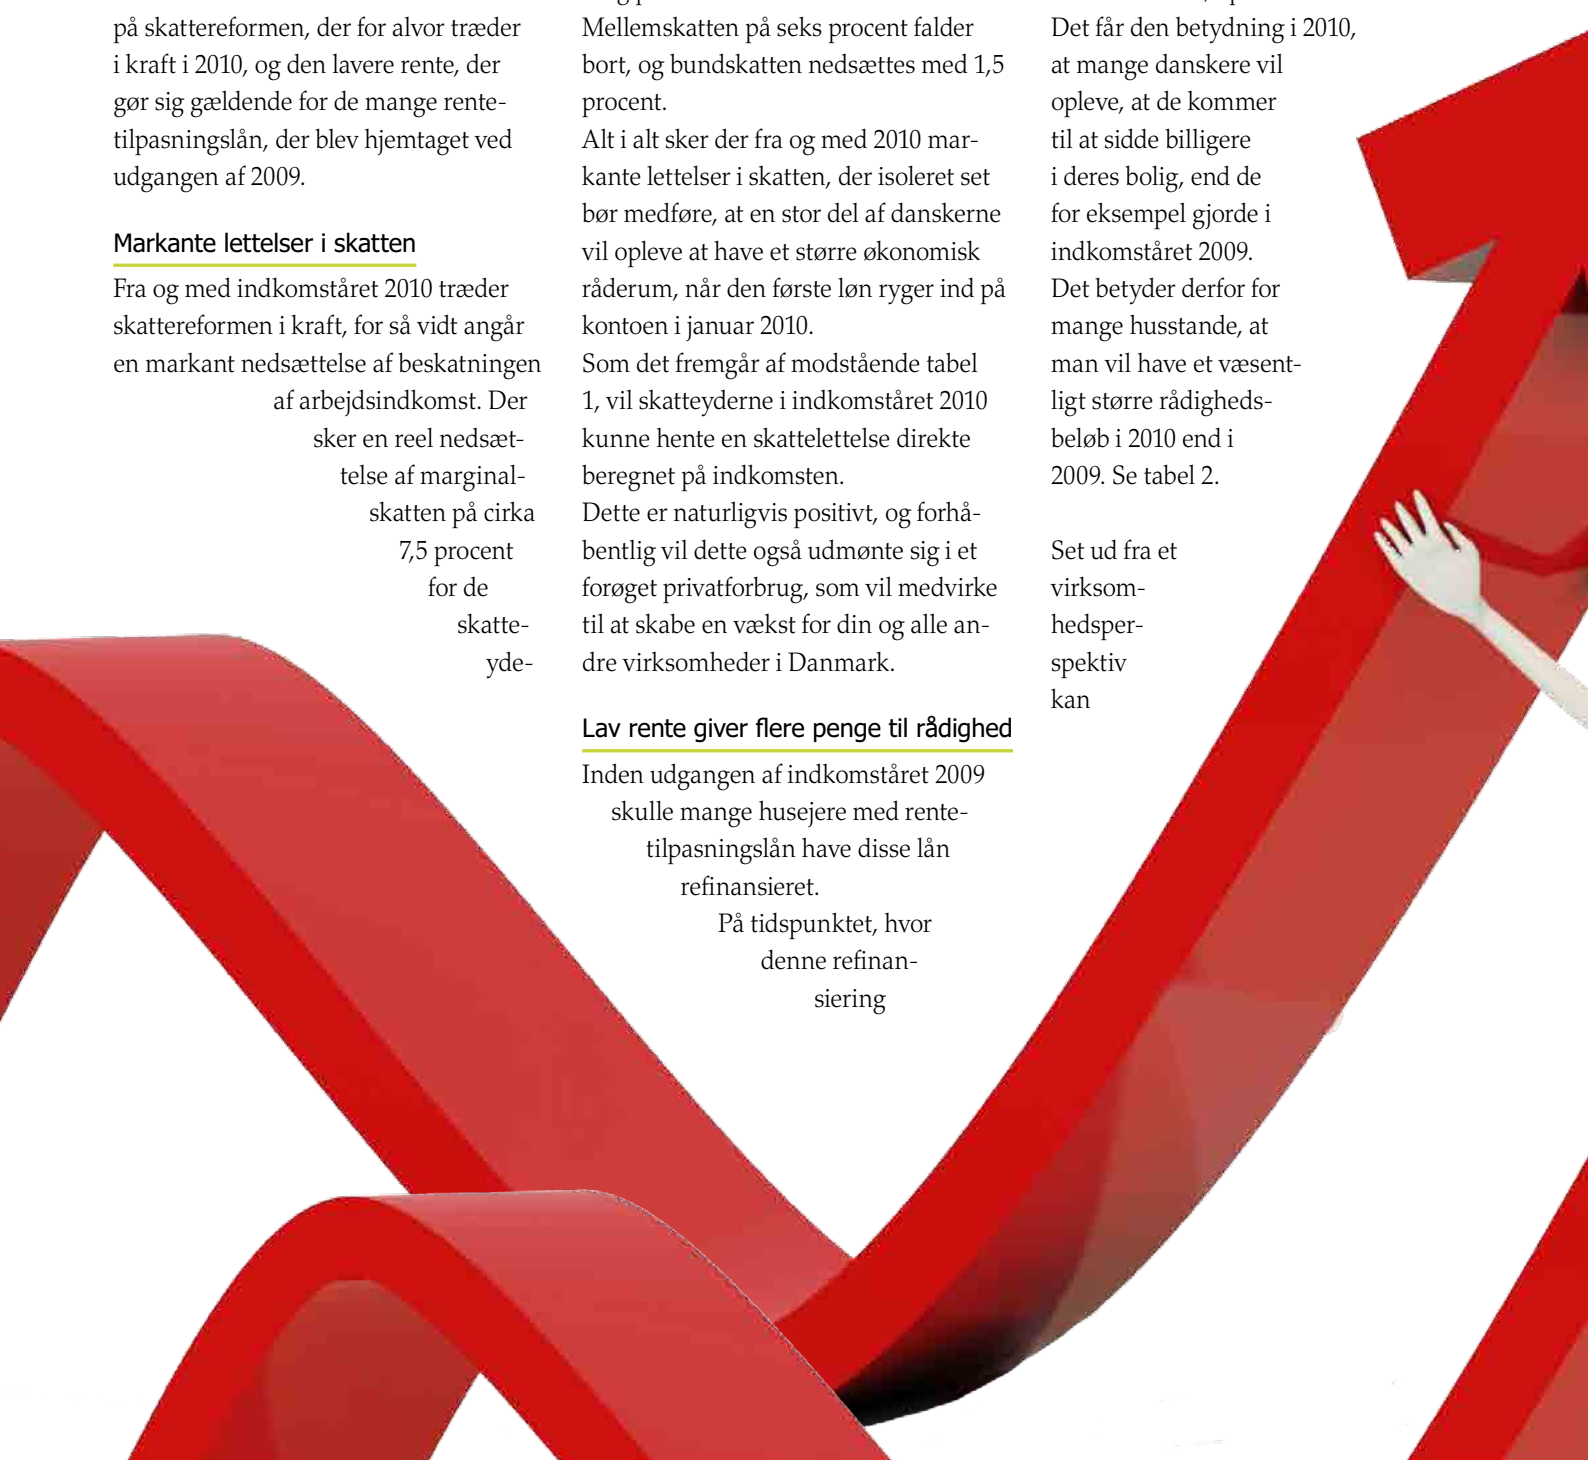 på skattereformen, der for alvor træder
i kraft i 2010, og den lavere rente, der
gør sig gældende for de mange rente-
tilpasningslån, der blev hjemtaget ved
udgangen af 2009.
Markante lettelser i skatten
Fra og med indkomståret 2010 træder
skattereformen i kraft, for så vidt angår
en markant nedsættelse af beskatningen
af arbejdsindkomst. Der
sker en reel nedsæt-
telse af marginal-
skatten på cirka
7,5 procent
for de
skatte-
yde-
Mellemskatten på seks procent falder
bort, og bundskatten nedsættes med 1,5
procent.
Alt i alt sker der fra og med 2010 mar-
kante lettelser i skatten, der isoleret set
bør medføre, at en stor del af danskerne
vil opleve at have et større økonomisk
råderum, når den første løn ryger ind på
kontoen i januar 2010.
Som det fremgår af modstående tabel
1, vil skatteyderne i indkomståret 2010
kunne hente en skattelettelse direkte
beregnet på indkomsten.
Dette er naturligvis positivt, og forhå-
bentlig vil dette også udmønte sig i et
forøget privatforbrug, som vil medvirke
til at skabe en vækst for din og alle an-
dre virksomheder i Danmark.
Lav rente giver flere penge til rådighed
Inden udgangen af indkomståret 2009
skulle mange husejere med rente-
tilpasningslån have disse lån
refinansieret.
På tidspunktet, hvor
denne refinan-
siering
Det får den betydning i 2010,
at mange danskere vil
opleve, at de kommer
til at sidde billigere
i deres bolig, end de
for eksempel gjorde i
indkomståret 2009.
Det betyder derfor for
mange husstande, at
man vil have et væsent-
ligt større rådigheds-
beløb i 2010 end i
2009. Se tabel 2.
Set ud fra et
virksom-
hedsper-
spektiv
kan